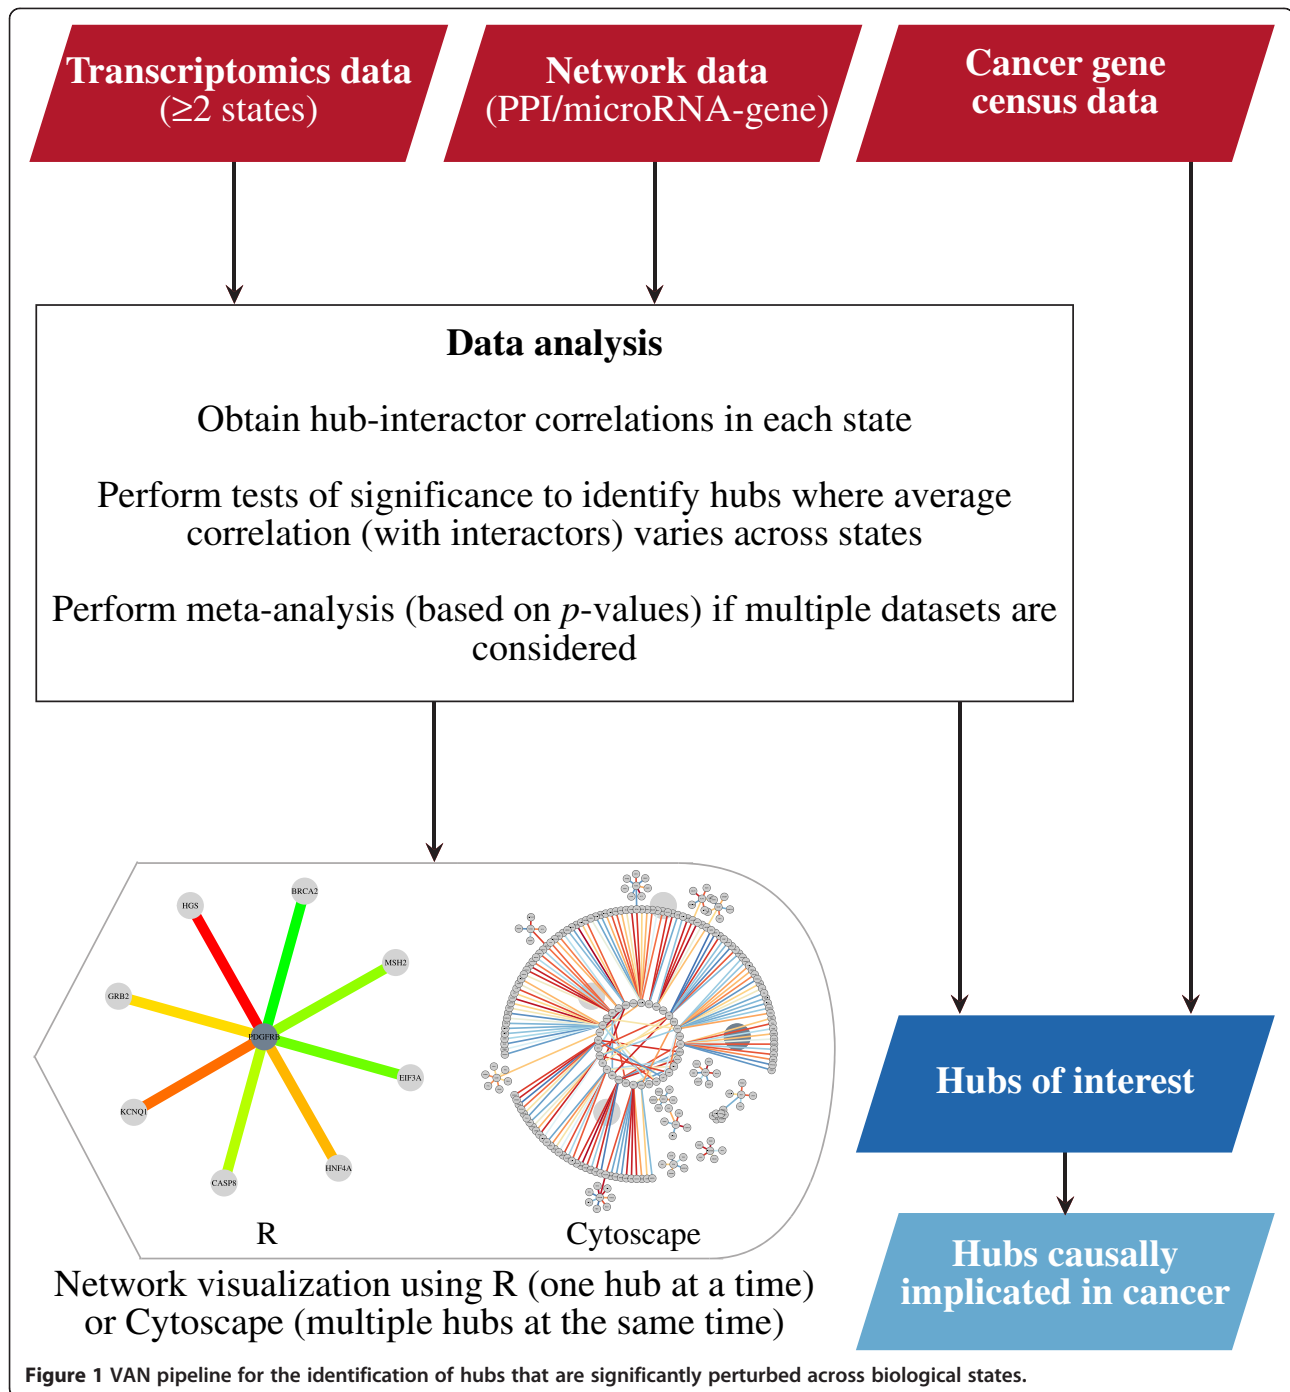 Transcriptomics data
(≥2 states)
Network data
(PPI/microRNA-gene)
Cancer gene
census data
Data analysis
Obtain hub-interactor correlations in each state
Perform tests of significance to identify hubs where average
correlation (with interactors) varies across states
Perform meta-analysis (based on p-values) if multiple datasets are
considered
BRCA2
HGS
MSH2
GRB2
PDGFRB
EIF3A
KCNQ1
HNF4A
CASP8
R
Cytoscape
Network visualization using R (one hub at a time)
or Cytoscape (multiple hubs at the same time)
Hubs of interest
Hubs causally
implicated in cancer
Figure 1 VAN pipeline for the identification of hubs that are significantly perturbed across biological states.